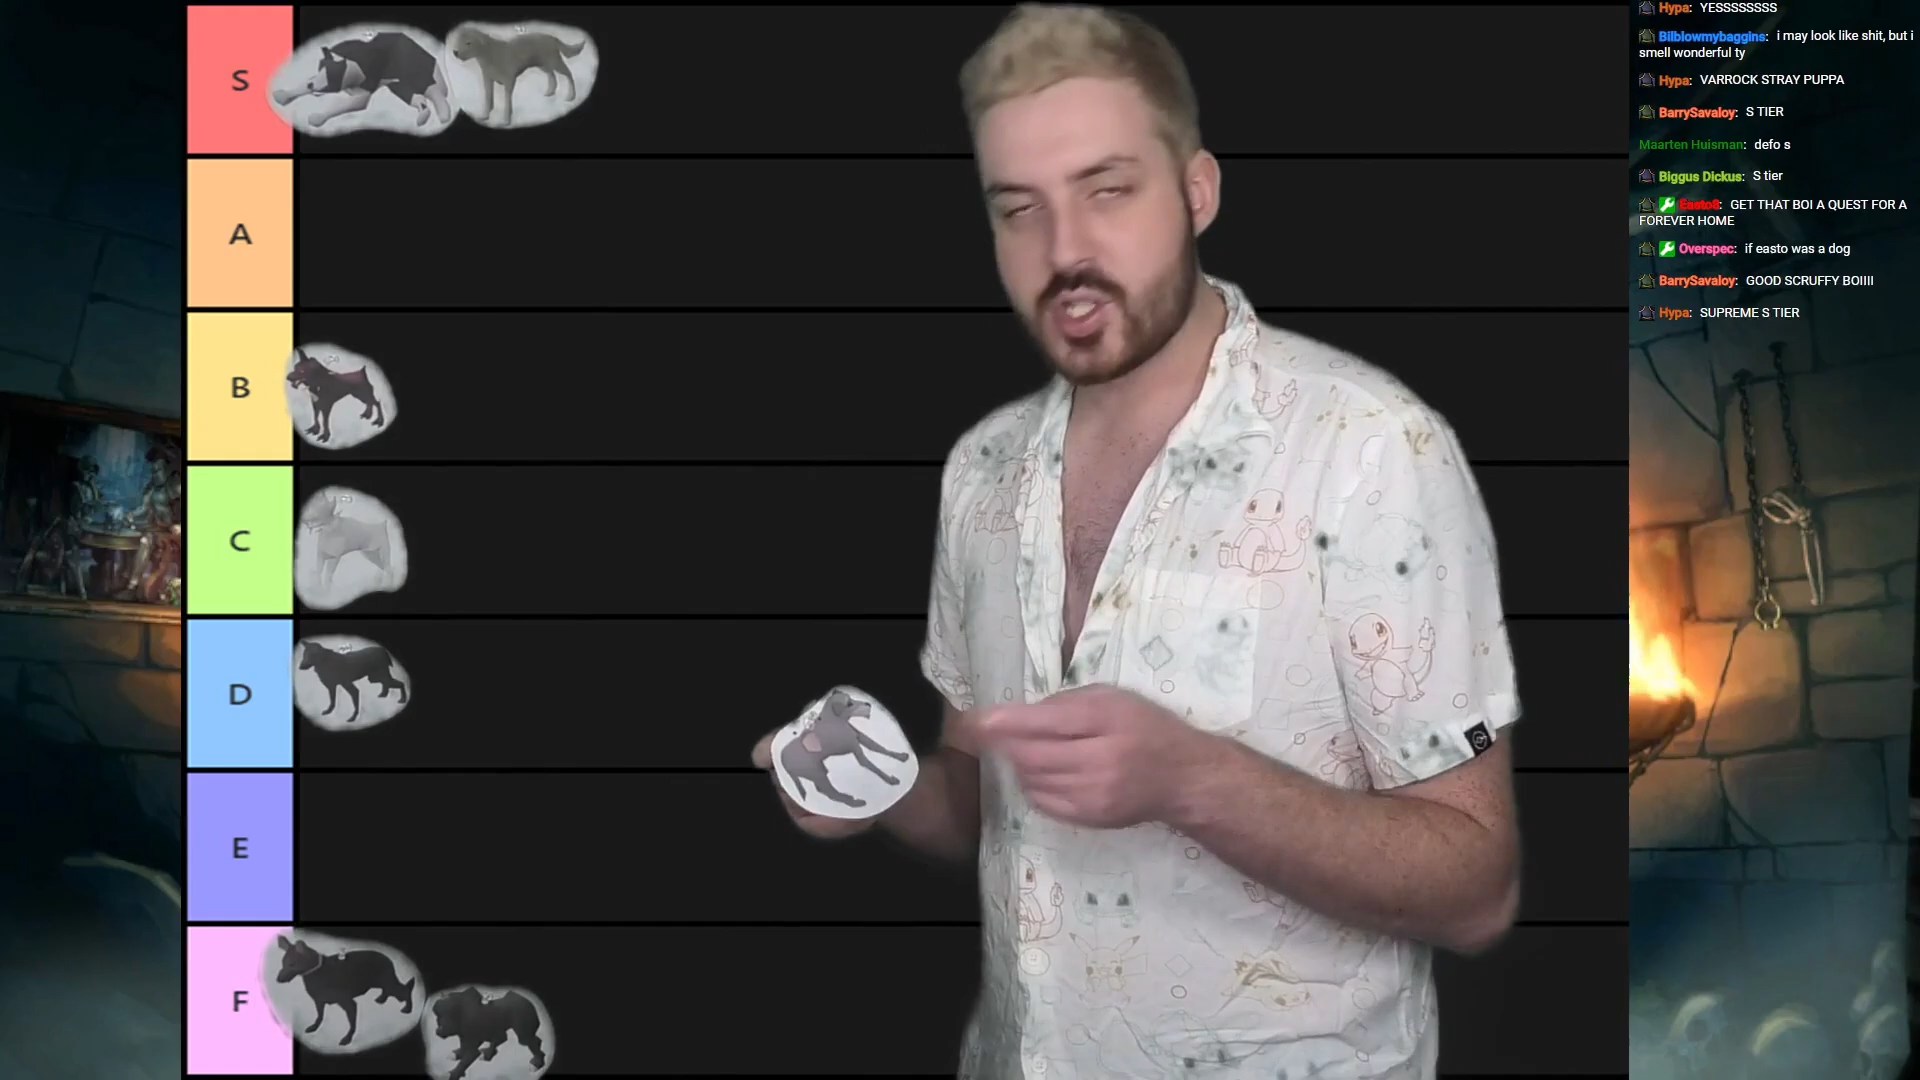 S
A
B
C
D
E
F
Hypa: YESSSSSSSS
Bilblowmybaggins: i may look like shit, but i
smell wonderful ty
Hypa: VARROCK STRAY PUPPA
BarrySavaloy: S TIER
Maarten Huisman: defo s
Biggus Dickus: S tier
Easto8: GET THAT BOI A QUEST FOR A
FOREVER HOME
Overspec: if easto was a dog
BarrySavaloy: GOOD SCRUFFY BOIIII
Hypa: SUPREME S TIER